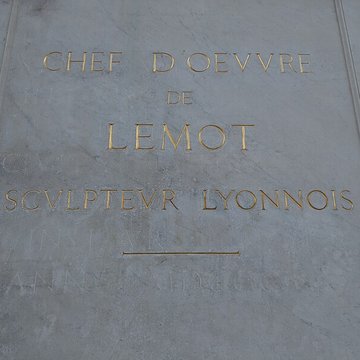 CHEF D'OEVVRE
DE
LEMOT
SCVLPTEVR LYONNOIS